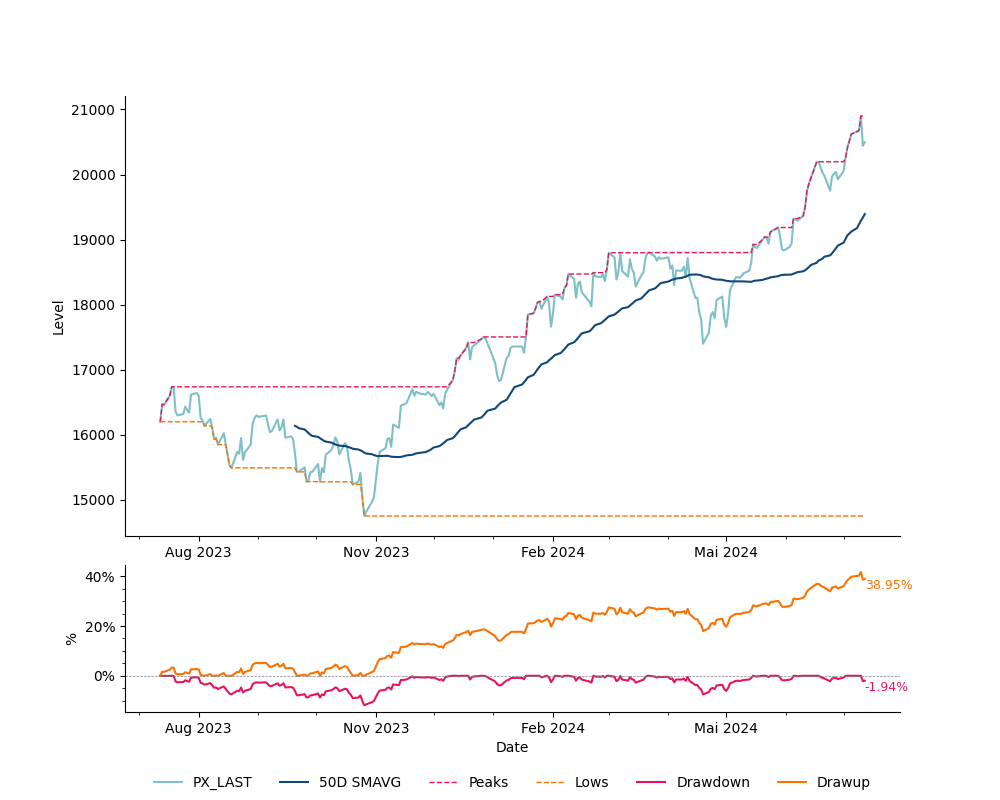 21000
20000
19000
18000
17000
16000
15000
Level
Aug 2023 Nov 2023 Feb 2024 Mai 2024
40%
20%
0%
%
38.95%
-1.94%
Aug 2023 Nov 2023 Feb 2024 Mai 2024
Date
PX_LAST 50D SMAVG Peaks Lows Drawdown Drawup